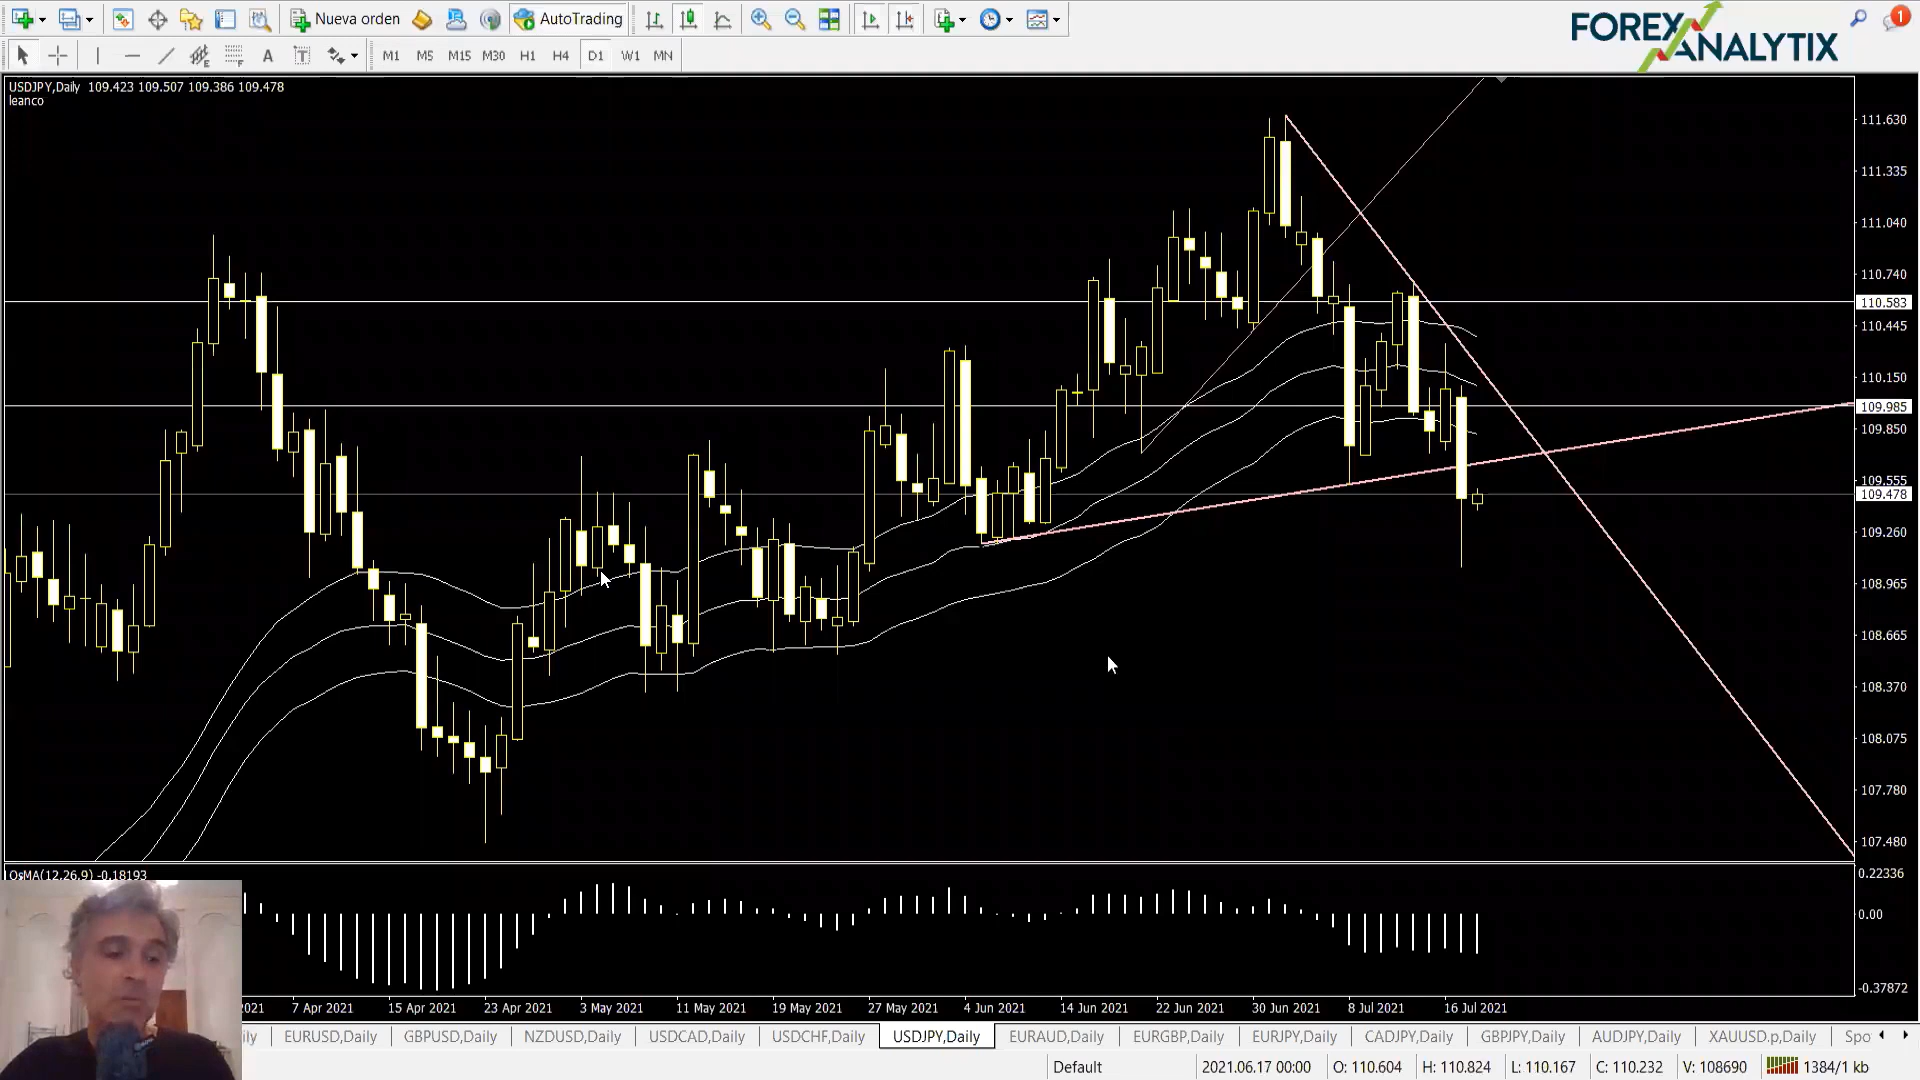 Nueva orden
AutoTrading
FOREX
ANALYTIX
1
A
T
M1 M5 M15 M30 H1 H4 D1 W1 MN
USDJPY,Daily 109.423 109.507 109.386 109.478
leanco
111.630
111.335
111.040
110.740
110.583
110.445
110.150
109.985
109.850
109.555
109.478
109.260
108.965
108.665
108.370
108.075
107.780
107.480
OsMA(12,26,9) -0.18193
0.22336
0.00
-0.37872
2021 7 Apr 2021 15 Apr 2021 23 Apr 2021 3 May 2021 11 May 2021 19 May 2021 27 May 2021 4 Jun 2021 14 Jun 2021 22 Jun 2021 30 Jun 2021 8 Jul 2021 16 Jul 2021
ily EURUSD,Daily GBPUSD,Daily NZDUSD,Daily USDCAD,Daily USDCHF,Daily USDJPY,Daily EURAUD,Daily EURGBP,Daily EURJPY,Daily CADJPY,Daily GBPJPY,Daily AUDJPY,Daily XAUUSD.p,Daily Spo
Default 2021.06.17 00:00 O: 110.604 H: 110.824 L: 110.167 C: 110.232 V: 108690 1384/1 kb